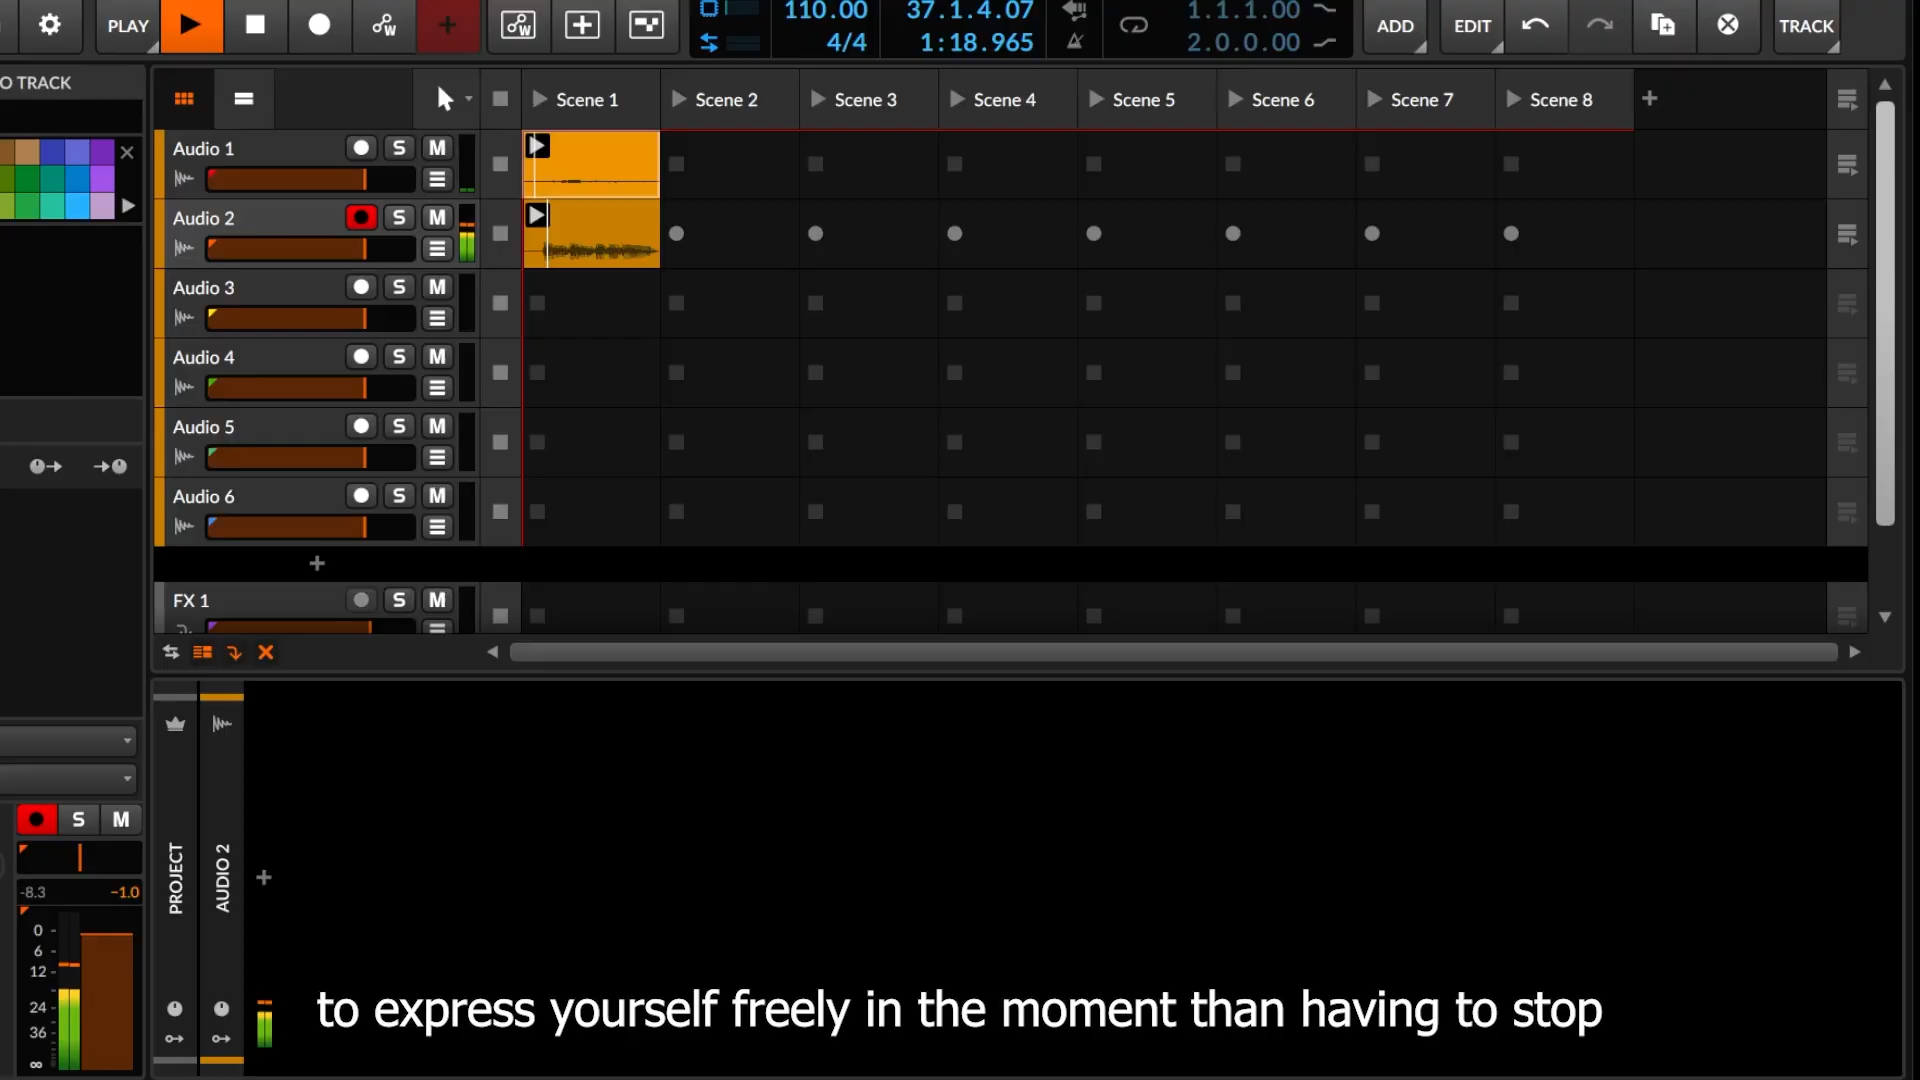 PLAY
110.00
4/4
37.1.4.07
1:18.965
1.1.1.00
2.0.0.00
ADD
EDIT
TRACK
O TRACK
Scene 1
Scene 2
Scene 3
Scene 4
Scene 5
Scene 6
Scene 7
Scene 8
Audio 1
S
M
Audio 2
S
M
Audio 3
S
M
Audio 4
S
M
Audio 5
S
M
Audio 6
S
M
FX 1
S
M
S
M
-8.3
-1.0
0
6
12
24
36
∞
PROJECT
AUDIO 2
to express yourself freely in the moment than having to stop